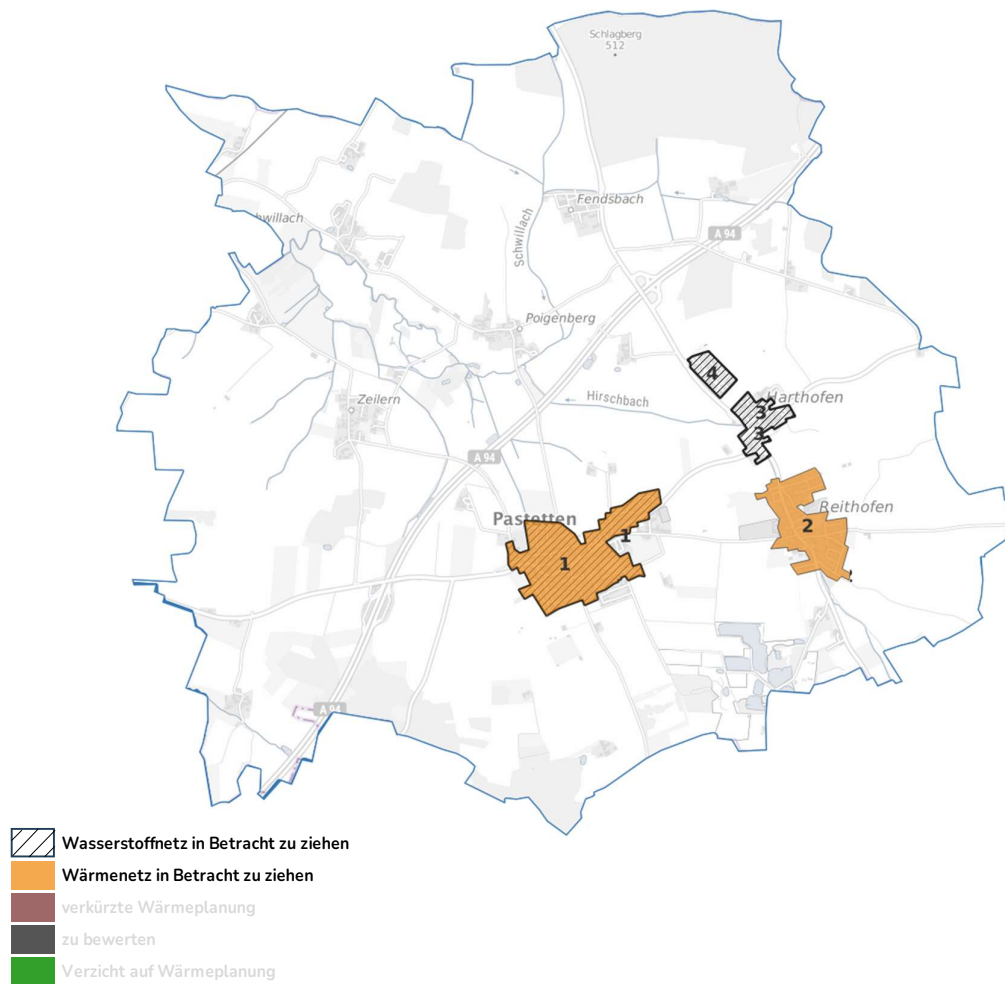 Schlagberg
512
Fendsbach
hwillach
Schwillach
A 94
Poigenberg
4
Hirschbach
Harthofen
3
Zeilern
3
A 94
Reithofen
Pastetten
2
1
1
A 94
Wasserstoffnetz in Betracht zu ziehen
Wärmenetz in Betracht zu ziehen
verkürzte Wärmeplanung
zu bewerten
Verzicht auf Wärmeplanung